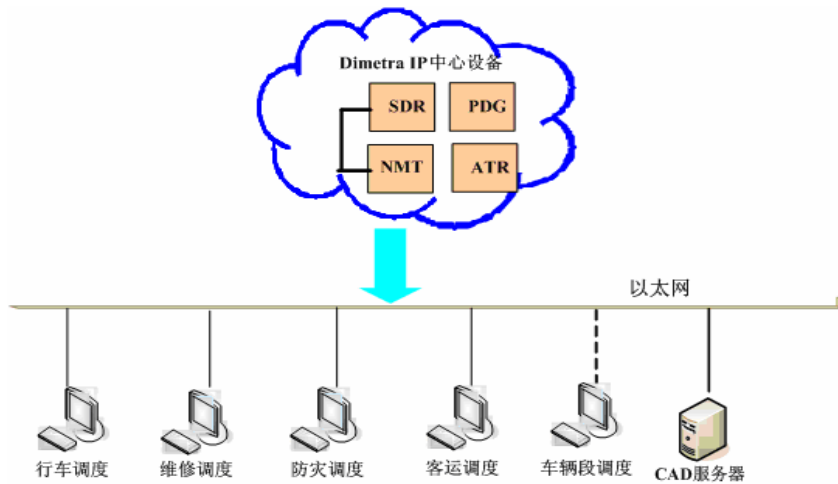 Dimetra IP中心设备
SDR
PDG
NMT
ATR
以太网
行车调度
维修调度
防灾调度
客运调度
车辆段调度
CAD服务器